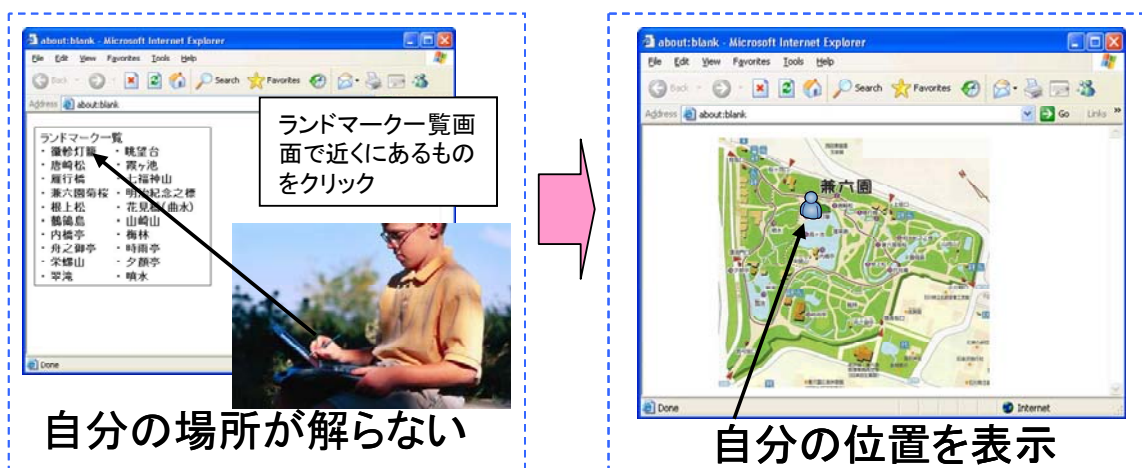 about:blank - Microsoft Internet Explorer
File Edit View Favorites Tools Help
Back Search Favorites
Address about:blank
ランドマーク一覧
・徽軫灯籠 ・眺望台
・唐崎松 ・霞ヶ池
・雁行橋 ・七福神山
・兼六園菊桜 ・明治紀念之標
・根上松 ・花見橋(曲水)
・鶺鴒島 ・山崎山
・内橋亭 ・梅林
・舟之御亭 ・時雨亭
・栄螺山 ・夕顔亭
・翠滝 ・噴水
ランドマーク一覧画
面で近くにあるもの
をクリック
Done
自分の場所が解らない
about:blank - Microsoft Internet Explorer
File Edit View Favorites Tools Help
Back Search Favorites
Address about:blank Go Links
兼六園
Done Internet
自分の位置を表示